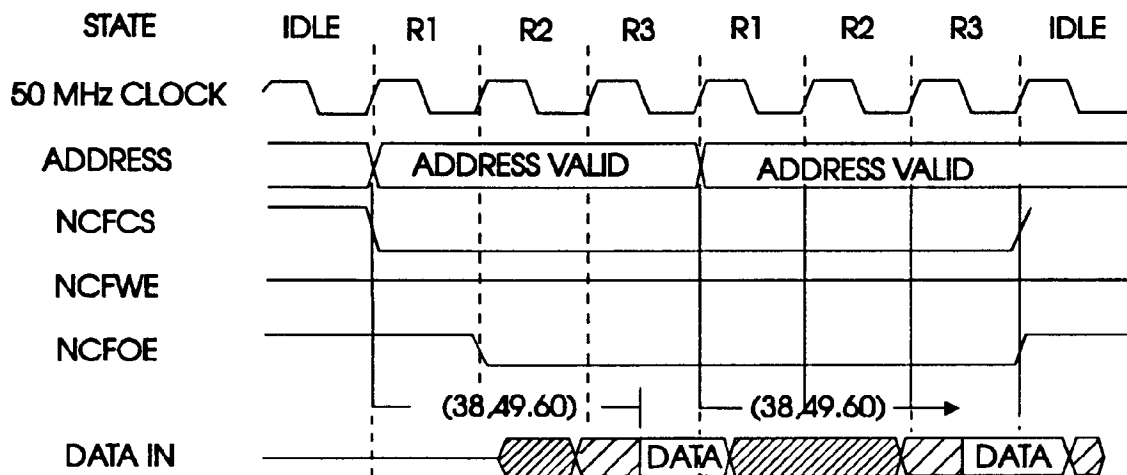 STATE IDLE R1 R2 R3 R1 R2 R3 IDLE
50 MHz CLOCK
ADDRESS ADDRESS VALID ADDRESS VALID
NCFCS
NCFWE
NCFOE
(38,49.60) (38,49.60)
DATA IN DATA DATA